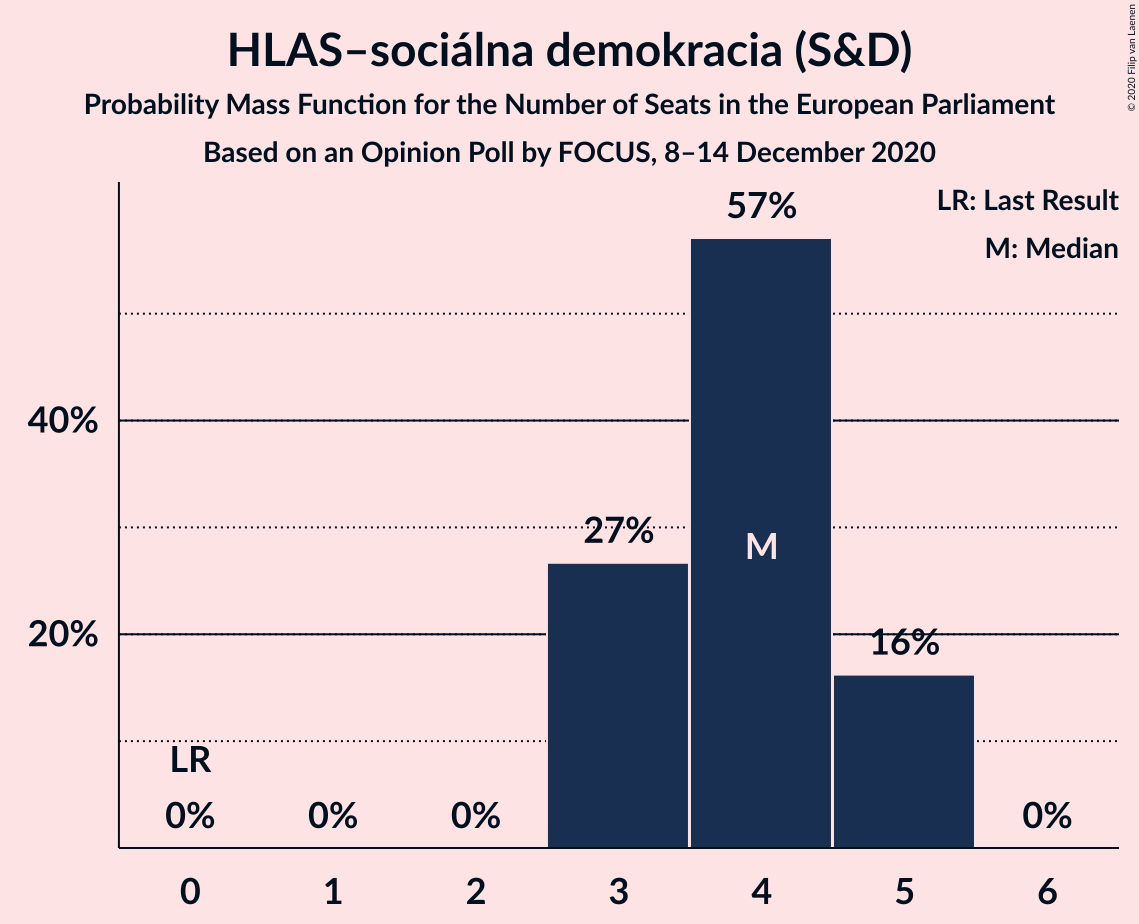 HLAS–sociálna demokracia (S&D)
Probability Mass Function for the Number of Seats in the European Parliament
Based on an Opinion Poll by FOCUS, 8–14 December 2020
© 2020 Filip van Laenen
LR: Last Result
M: Median
57%
40%
27%
M
20%
16%
LR
0%
0%
0%
0%
0
1
2
3
4
5
6